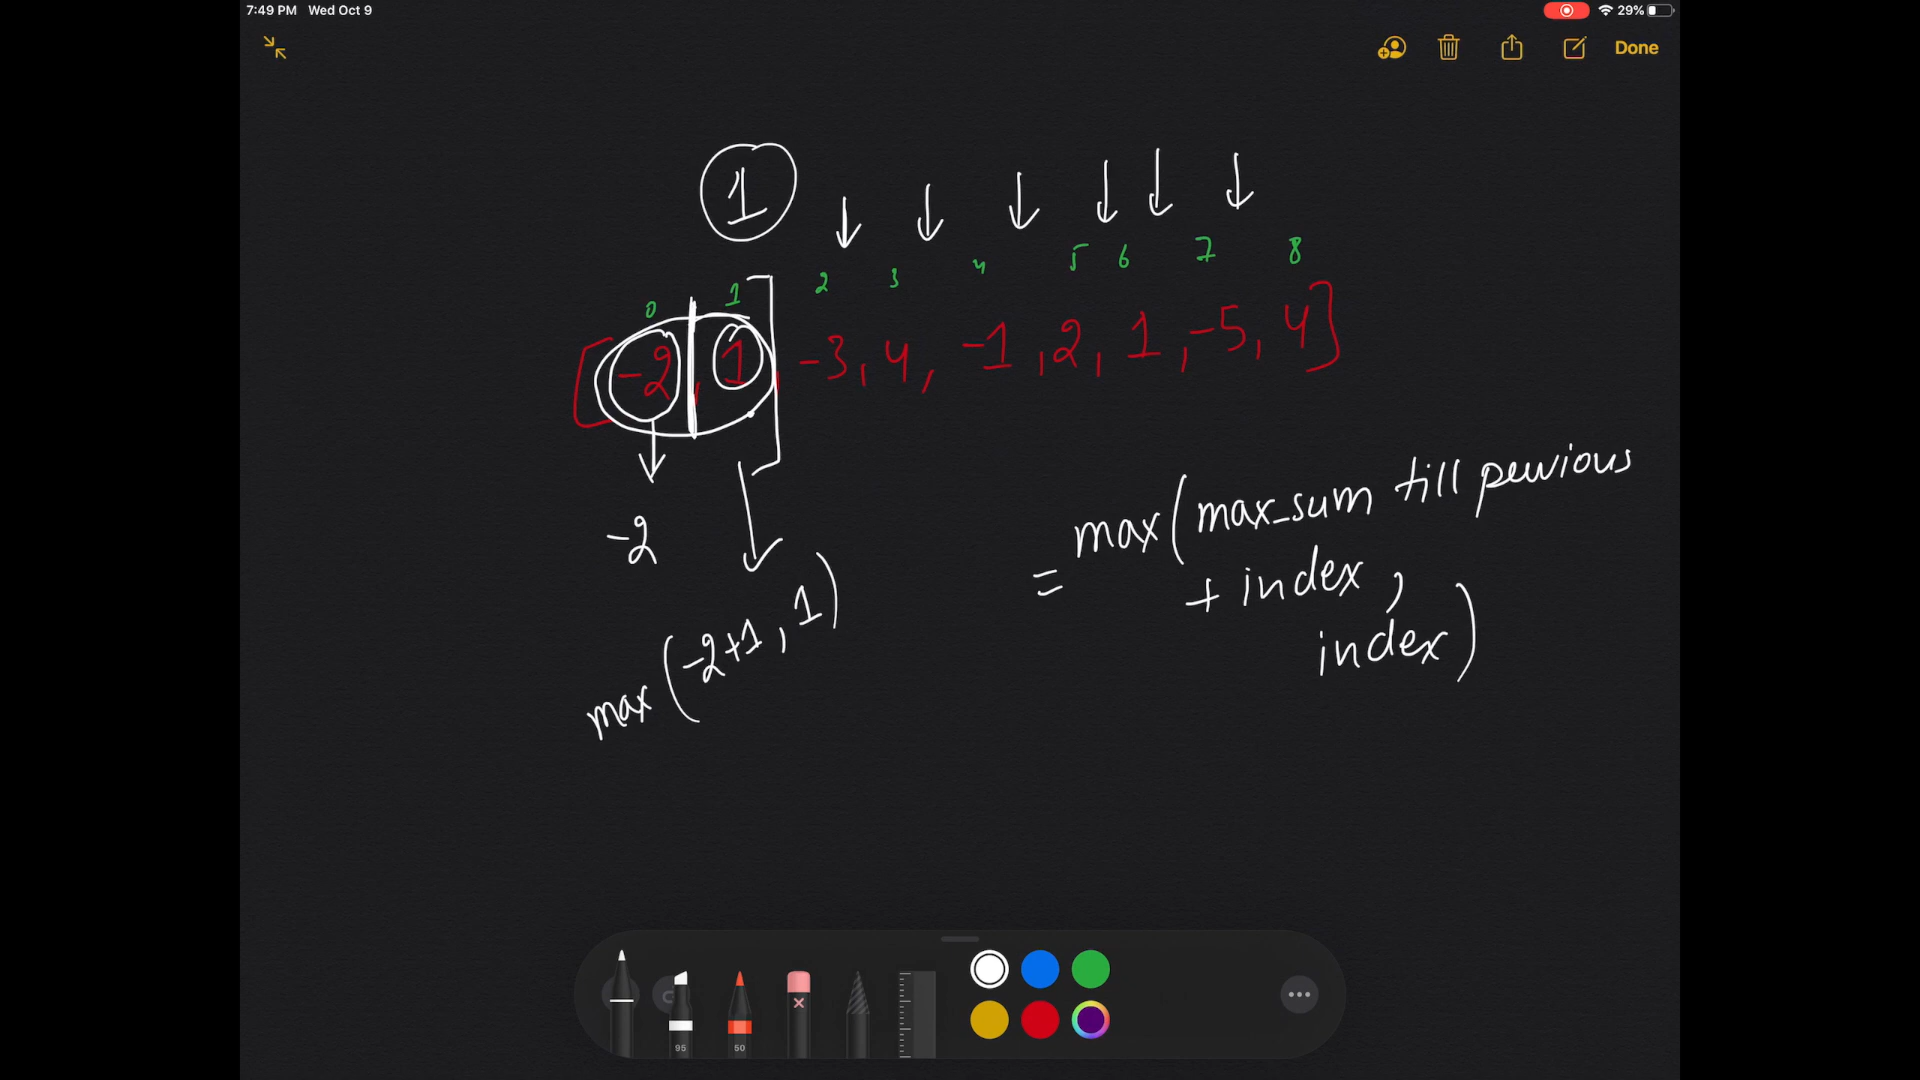 7:49 PM Wed Oct 9
29%
Done
1
0 1 2 3 4 5 6 7 8
[-2, 1, -3, 4, -1, 2, 1, -5, 4]
-2
max(-2+1, 1)
= max(max_sum till pewious
+ index,
index)
95
50